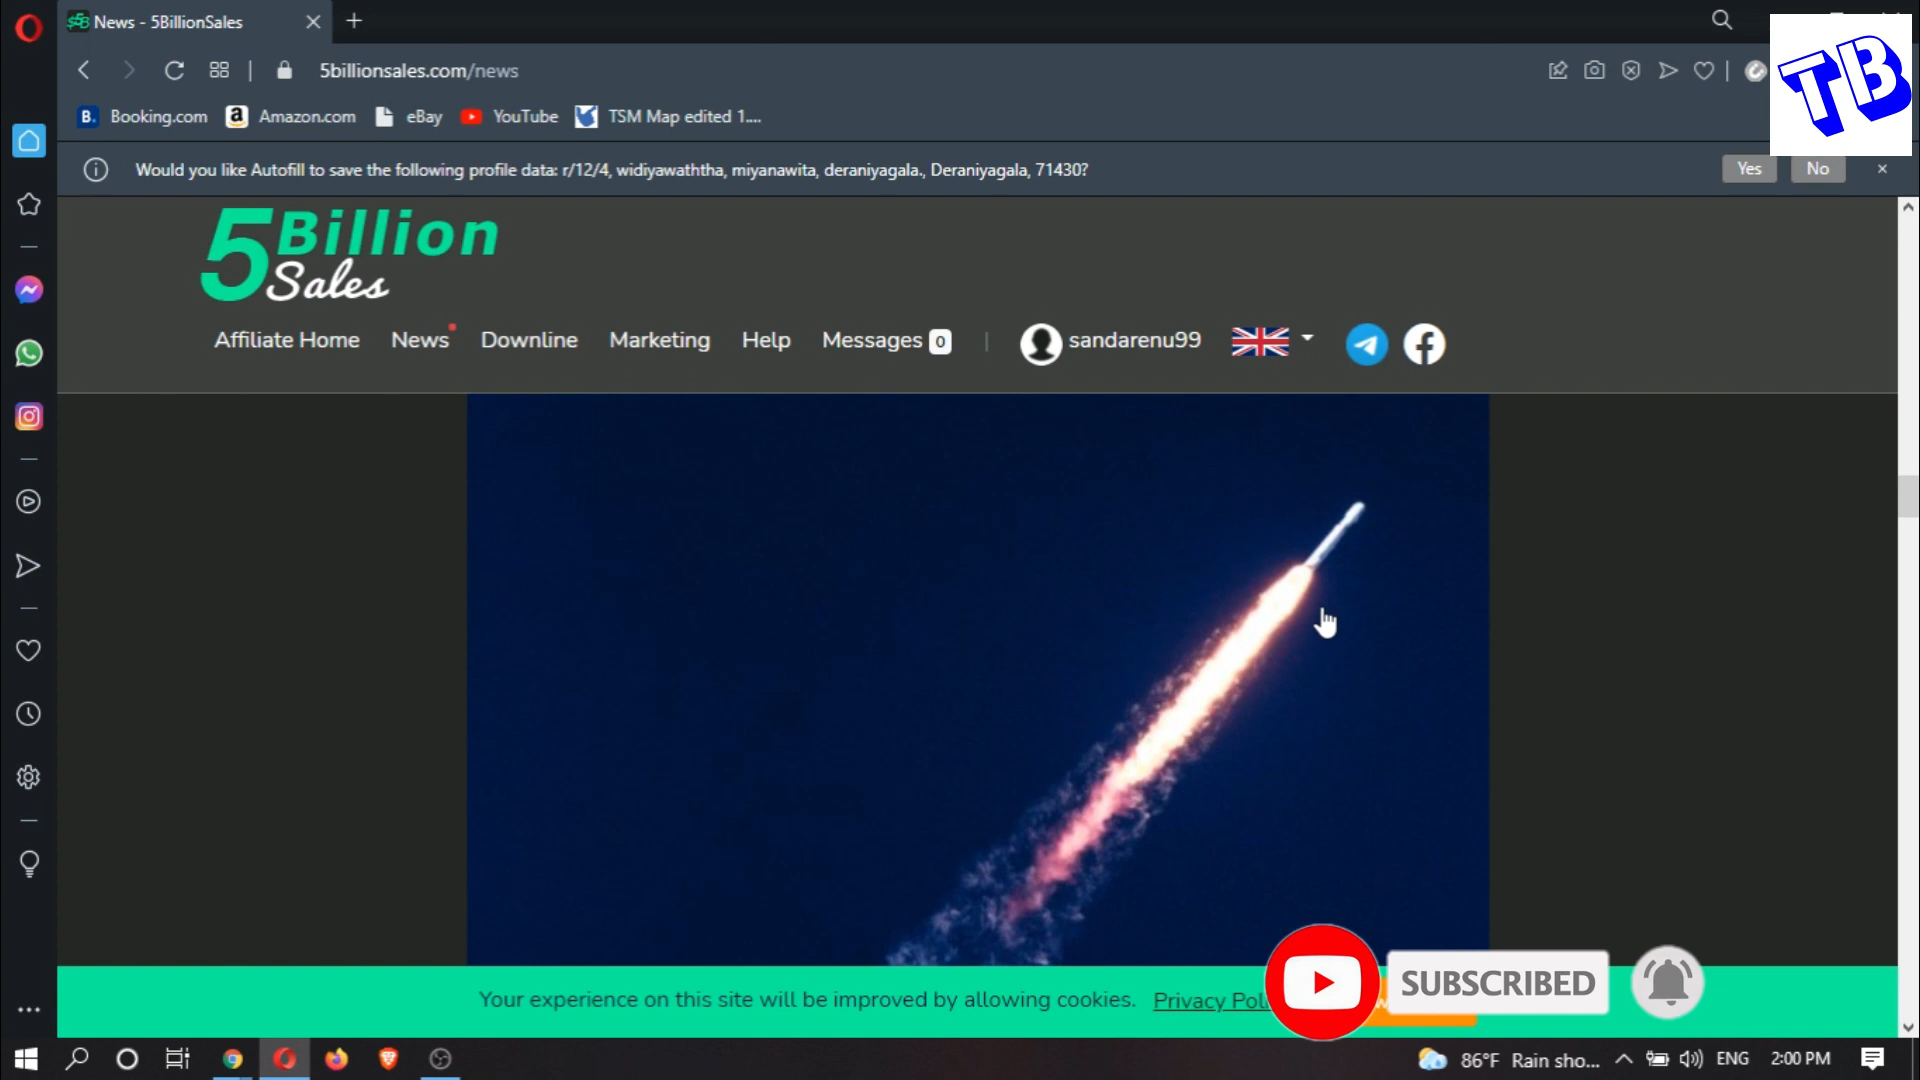 News - 5BillionSales
5billionsales.com/news
TB
Booking.com
Amazon.com
eBay
YouTube
TSM Map edit​ed 1....
Would you like Autofill to save the following profile data: r/12/4, widiyawaththa, miyanawita, deraniyagala., Deraniyagala, 71430?
Yes
No
5Billion
Sales
Affiliate Home
News
Downline
Marketing
Help
Messages 0
sandarenu99
Your experience on this site will be improved by allowing cookies.
Privacy
SUBSCRIBED
86°F Rain sho...
ENG
2:00 PM